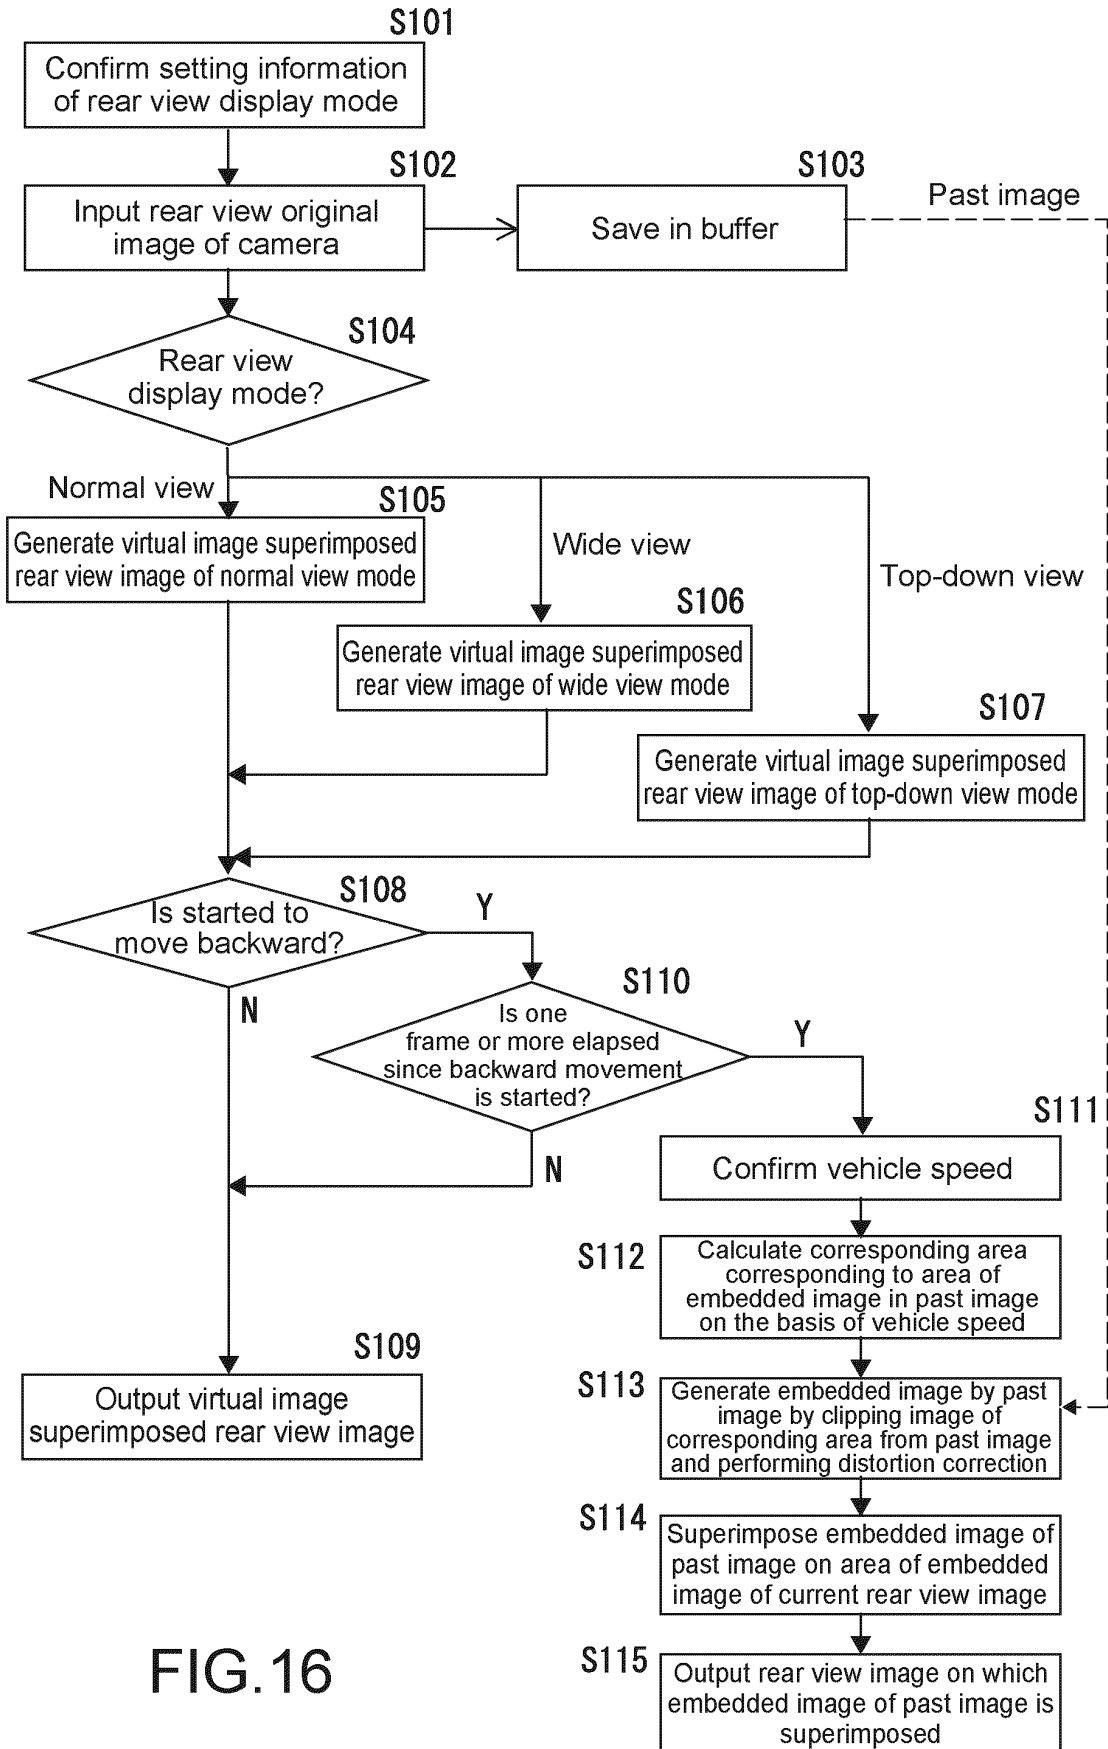 S101
Confirm setting information
of rear view display mode
S102
Input rear view original
image of camera
S103
Save in buffer
Past image
S104
Rear view
display mode?
Normal view
S105
Generate virtual image superimposed
rear view image of normal view mode
Wide view
S106
Generate virtual image superimposed
rear view image of wide view mode
Top-down view
S107
Generate virtual image superimposed
rear view image of top-down view mode
S108
Is started to
move backward?
Y
N
S110
Is one
frame or more elapsed
since backward movement
is started?
Y
N
S111
Confirm vehicle speed
S112
Calculate corresponding area
corresponding to area of
embedded image in past image
on the basis of vehicle speed
S109
Output virtual image
superimposed rear view image
S113
Generate embedded image by past
image by clipping image of
corresponding area from past image
and performing distortion correction
S114
Superimpose embedded image of
past image on area of embedded
image of current rear view image
S115
Output rear view image on which
embedded image of past image is
superimposed
FIG.16